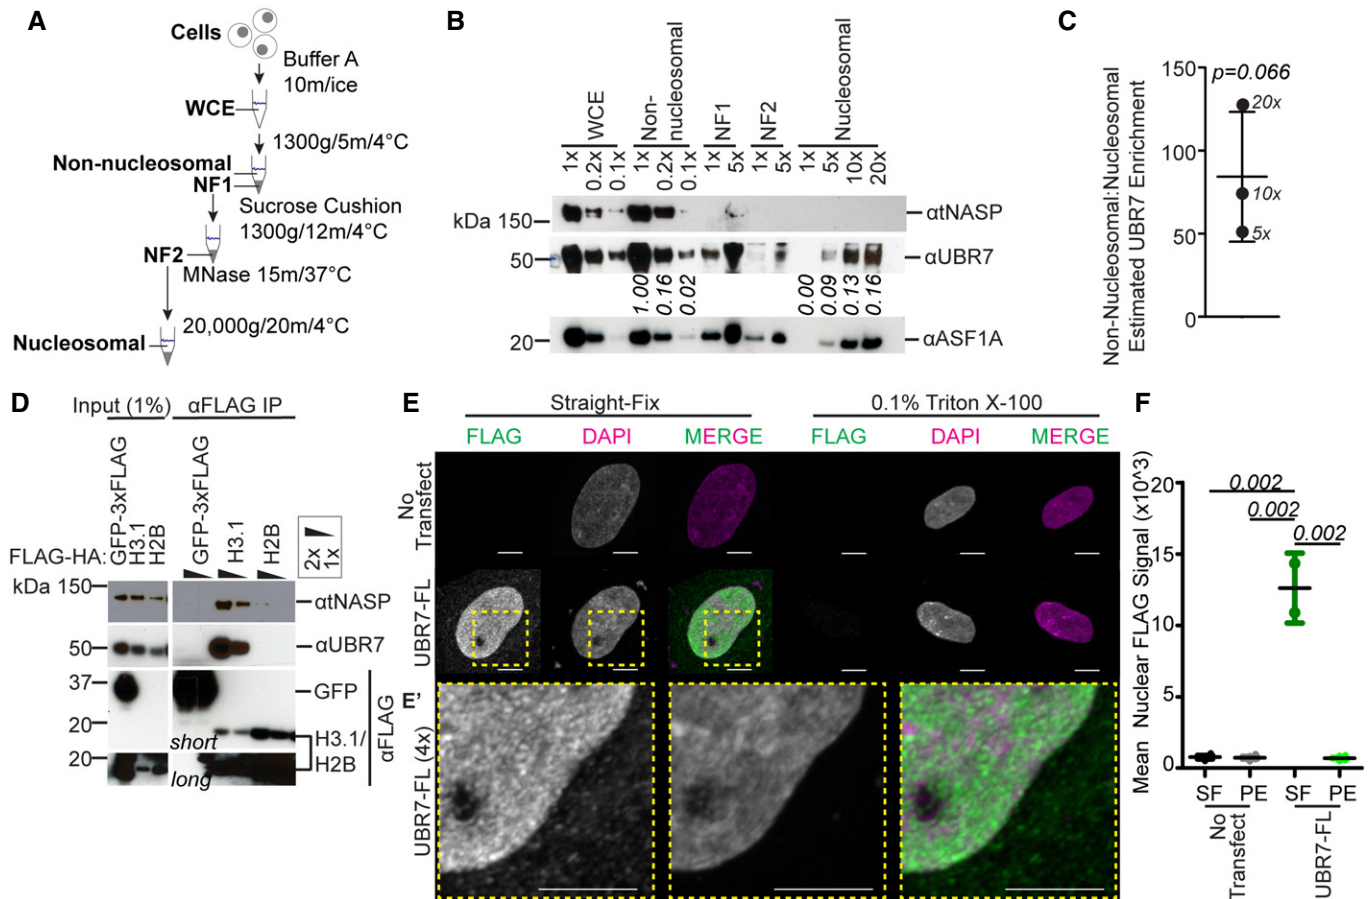 A
Cells
Buffer A
10m/ice
WCE
1300g/5m/4°C
Non-nucleosomal
NF1
Sucrose Cushion
1300g/12m/4°C
NF2
MNase 15m/37°C
20,000g/20m/4°C
Nucleosomal
B
WCE
Non-
nucleosomal
NF1
NF2
Nucleosomal
1x
0.2x
0.1x
1x
0.2x
0.1x
1x
5x
1x
5x
1x
5x
10x
20x
kDa 150
αtNASP
50
αUBR7
1.00
0.16
0.02
0.00
0.09
0.13
0.16
20
αASF1A
C
Non-Nucleosomal:Nucleosomal
Estimated UBR7 Enrichment
150
100
50
0
p=0.066
20x
10x
5x
D
Input (1%)
αFLAG IP
FLAG-HA:
GFP-3xFLAG
H3.1
H2B
GFP-3xFLAG
H3.1
H2B
2x
1x
kDa 150
αtNASP
50
αUBR7
37
GFP
20
short
H3.1/
H2B
20
long
αFLAG
E
Straight-Fix
0.1% Triton X-100
FLAG
DAPI
MERGE
FLAG
DAPI
MERGE
No
Transfect
UBR7-FL
E'
UBR7-FL (4x)
F
Mean Nuclear FLAG Signal (x10^3)
20
15
10
5
0
0.002
0.002
0.002
SF
PE
SF
PE
No
Transfect
UBR7-FL